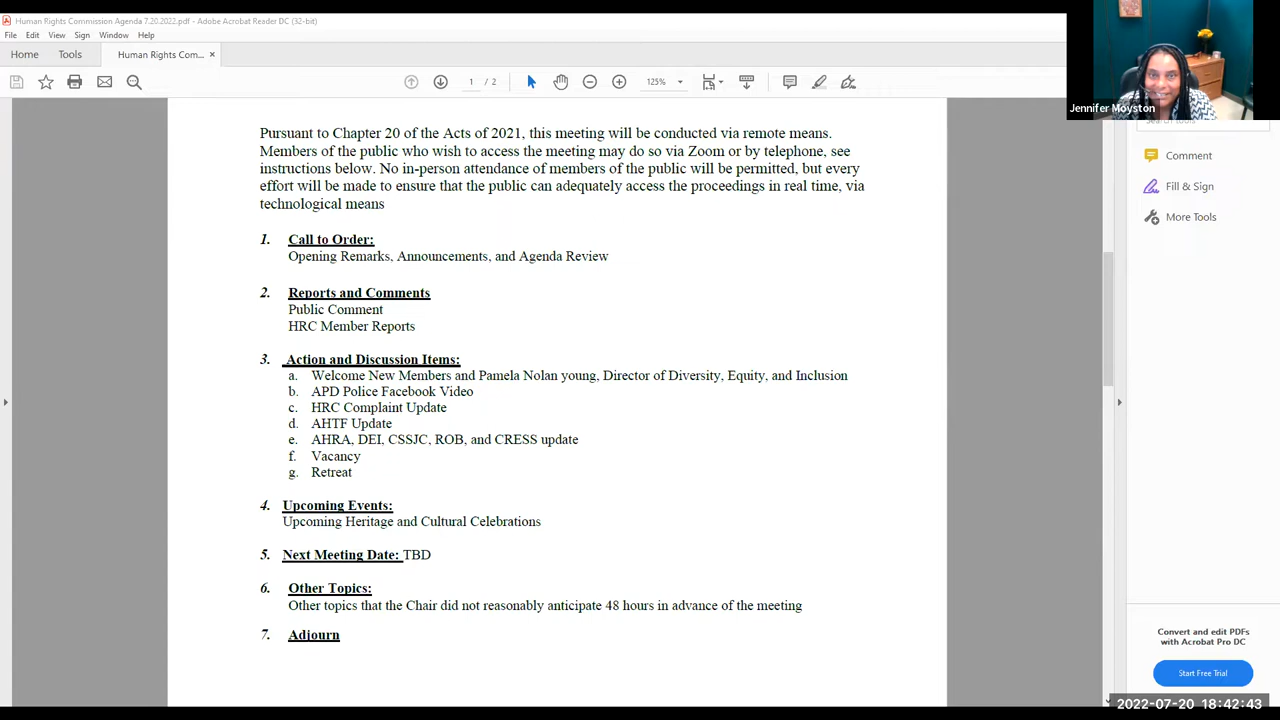 Human Rights Commission Agenda 7.20.2022.pdf - Adobe Acrobat Reader DC (32-bit)
File Edit View Sign Window Help
Home Tools Human Rights Com... ×
1 / 2 125%
Jennifer Moyston
Search tools
Comment
Fill & Sign
More Tools
Pursuant to Chapter 20 of the Acts of 2021, this meeting will be conducted via remote means.
Members of the public who wish to access the meeting may do so via Zoom or by telephone, see
instructions below. No in-person attendance of members of the public will be permitted, but every
effort will be made to ensure that the public can adequately access the proceedings in real time, via
technological means
1. Call to Order:
Opening Remarks, Announcements, and Agenda Review
2. Reports and Comments
Public Comment
HRC Member Reports
3. Action and Discussion Items:
a. Welcome New Members and Pamela Nolan young, Director of Diversity, Equity, and Inclusion
b. APD Police Facebook Video
c. HRC Complaint Update
d. AHTF Update
e. AHRA, DEI, CSSJC, ROB, and CRESS update
f. Vacancy
g. Retreat
4. Upcoming Events:
Upcoming Heritage and Cultural Celebrations
5. Next Meeting Date: TBD
6. Other Topics:
Other topics that the Chair did not reasonably anticipate 48 hours in advance of the meeting
7. Adjourn
Convert and edit PDFs
with Acrobat Pro DC
Start Free Trial
2022-07-20 18:42:43